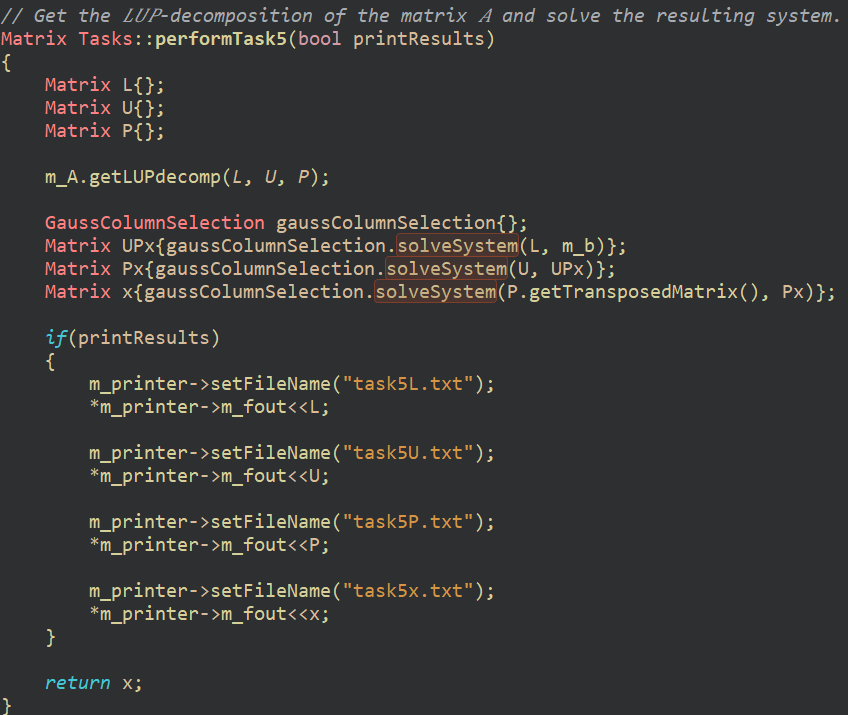 // Get the LUP-decomposition of the matrix A and solve the resulting system.
Matrix Tasks::performTask5(bool printResults)
{
    Matrix L{};
    Matrix U{};
    Matrix P{};

    m_A.getLUPdecomp(L, U, P);

    GaussColumnSelection gaussColumnSelection{};
    Matrix UPx{gaussColumnSelection.solveSystem(L, m_b)};
    Matrix Px{gaussColumnSelection.solveSystem(U, UPx)};
    Matrix x{gaussColumnSelection.solveSystem(P.getTransposedMatrix(), Px)};

    if(printResults)
    {
        m_printer->setFileName("task5L.txt");
        *m_printer->m_fout<<L;

        m_printer->setFileName("task5U.txt");
        *m_printer->m_fout<<U;

        m_printer->setFileName("task5P.txt");
        *m_printer->m_fout<<P;

        m_printer->setFileName("task5x.txt");
        *m_printer->m_fout<<x;
    }

    return x;
}